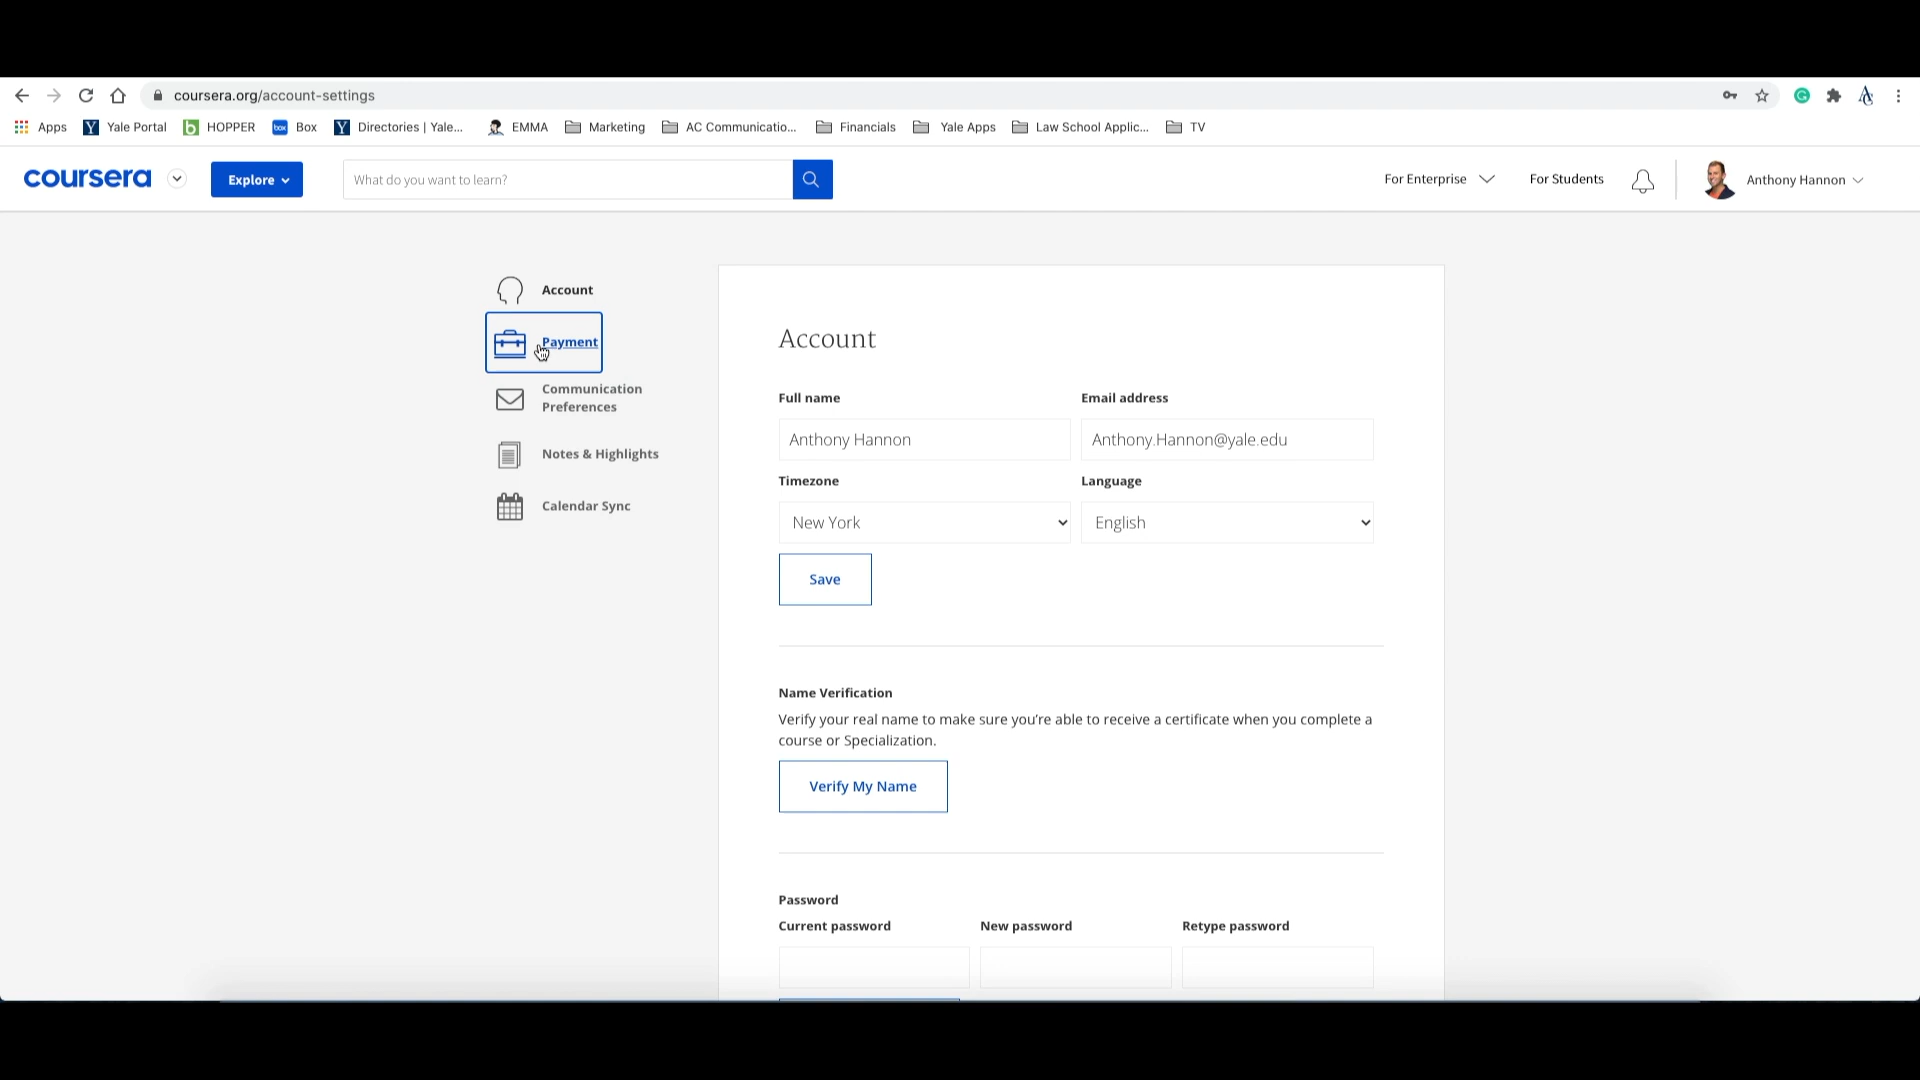 coursera.org/account-settings
Apps Yale Portal HOPPER Box Directories | Yale... EMMA Marketing AC Communicatio... Financials Yale Apps Law School Applic... TV
coursera Explore What do you want to learn? For Enterprise For Students Anthony Hannon
Account
Payment
Communication
Preferences
Notes & Highlights
Calendar Sync
Account
Full name Email address
Anthony Hannon Anthony.Hannon@yale.edu
Timezone Language
New York English
Save
Name Verification
Verify your real name to make sure you're able to receive a certificate when you complete a
course or Specialization.
Verify My Name
Password
Current password New password Retype password